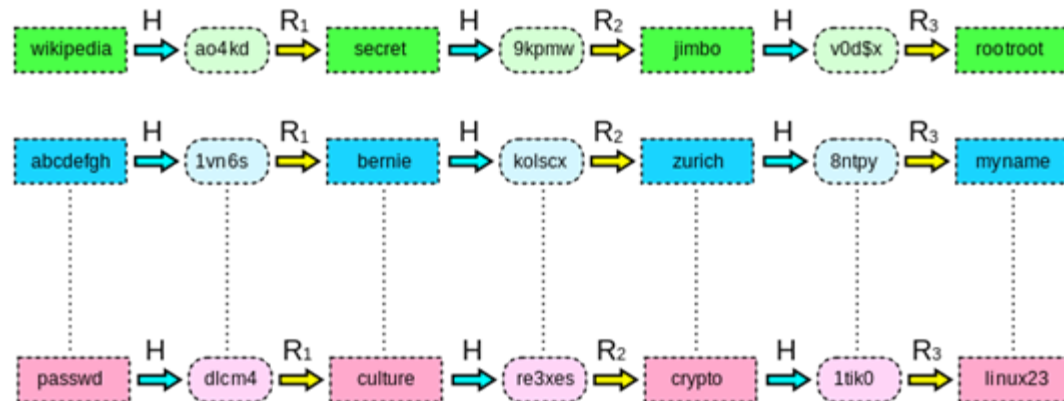 H R₁ H R₂ H R₃
wikipedia ao4kd secret 9kpmw jimbo v0d$x rootroot
H R₁ H R₂ H R₃
abcdefgh 1vn6s bernie kolscx zurich 8ntpy myname
H R₁ H R₂ H R₃
passwd dlcm4 culture re3xes crypto 1tik0 linux23